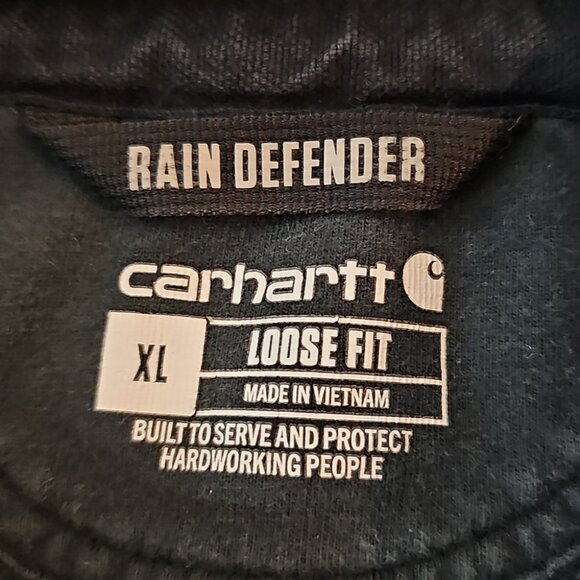 RAIN DEFENDER
carhartt
XL
LOOSE FIT
MADE IN VIETNAM
BUILT TO SERVE AND PROTECT
HARDWORKING PEOPLE